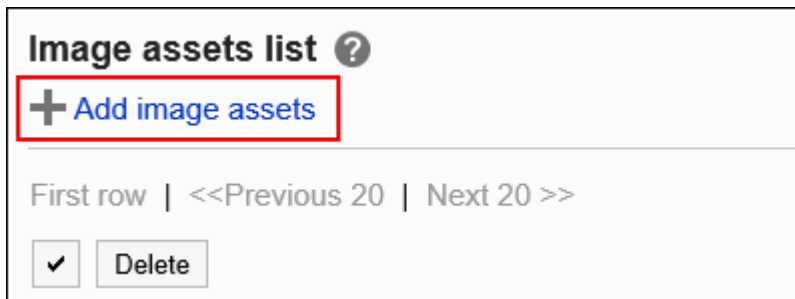 Image assets list ?
Add image assets
First row | <<Previous 20 | Next 20 >>
Delete